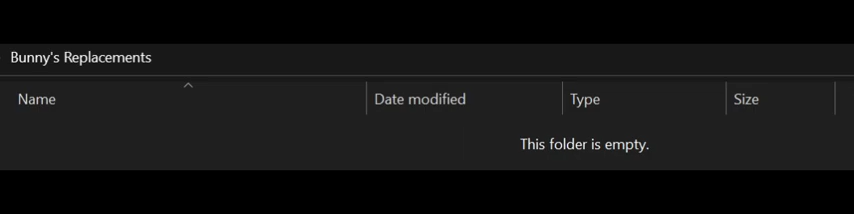 Bunny's Replacements
Name Date modified Type Size
This folder is empty.